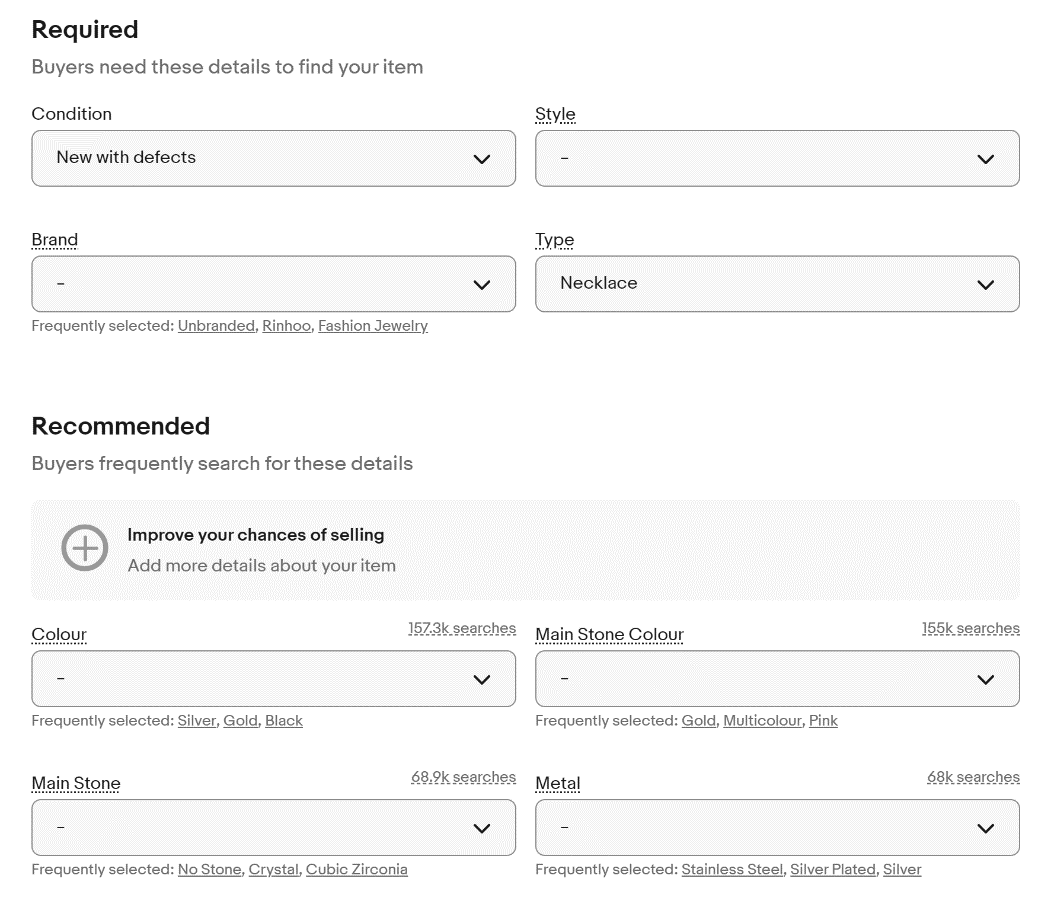 Required
Buyers need these details to find your item
Condition
New with defects
Style
–
Brand
–
Frequently selected: Unbranded, Rinhoo, Fashion Jewelry
Type
Necklace
Recommended
Buyers frequently search for these details
Improve your chances of selling
Add more details about your item
Colour
157.3k searches
–
Frequently selected: Silver, Gold, Black
Main Stone Colour
155k searches
–
Frequently selected: Gold, Multicolour, Pink
Main Stone
68.9k searches
–
Frequently selected: No Stone, Crystal, Cubic Zirconia
Metal
68k searches
–
Frequently selected: Stainless Steel, Silver Plated, Silver